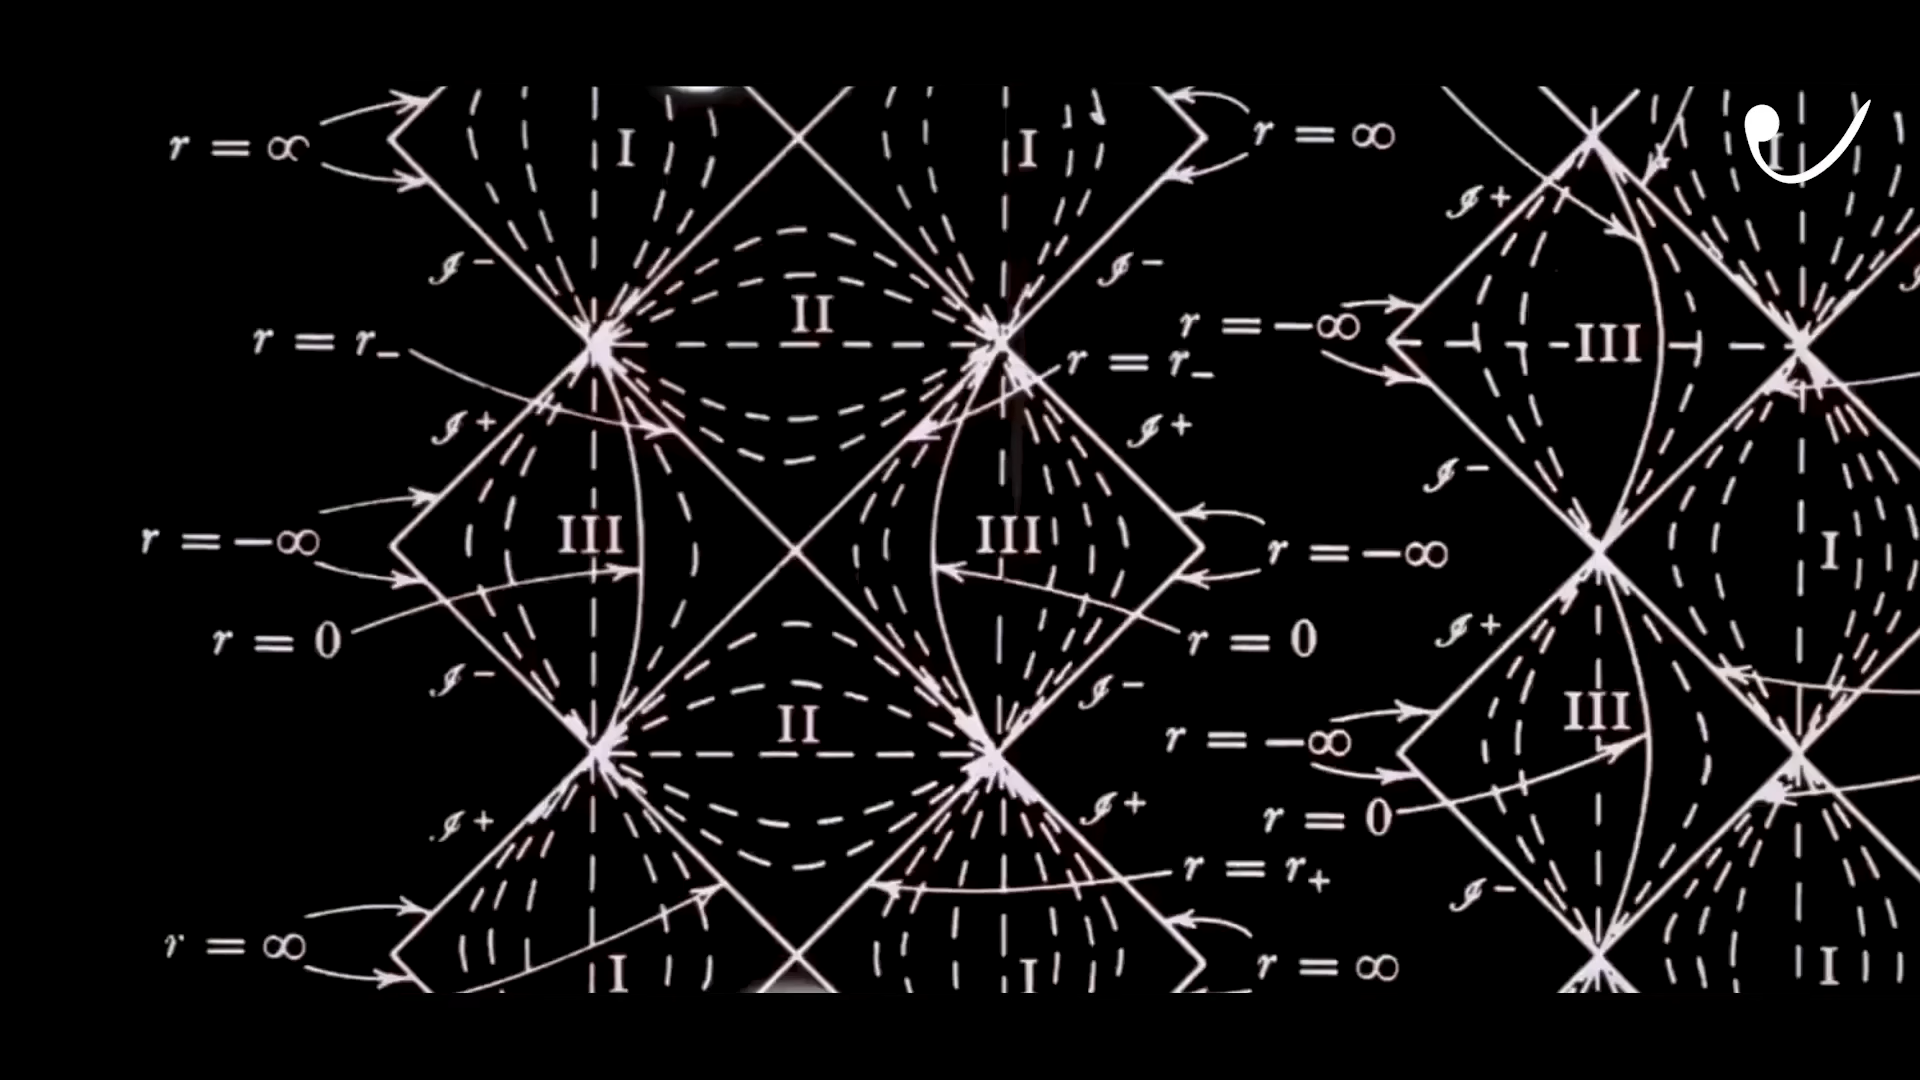 r = ∞
I
I
r = ∞
I
ℐ⁺
ℐ⁻
ℐ⁻
II
r = r₋
r = −∞
III
r = r₋
ℐ⁺
ℐ⁺
ℐ⁻
r = −∞
III
III
r = −∞
I
r = 0
r = 0
ℐ⁺
ℐ⁻
ℐ⁻
II
III
r = −∞
ℐ⁺
ℐ⁺
r = 0
r = r₊
ℐ⁻
r = ∞
I
I
r = ∞
I